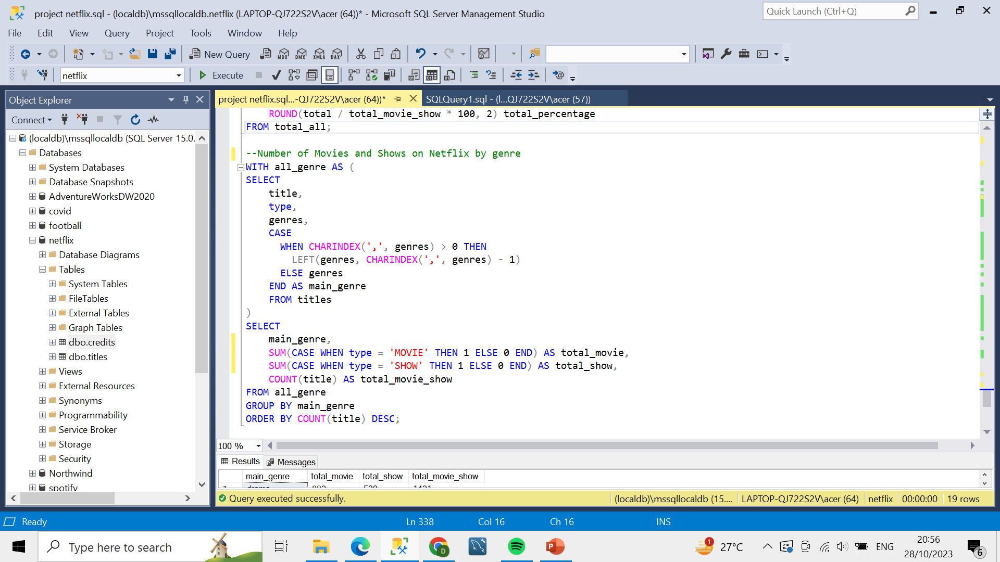 project netflix.sql - (localdb)\mssqllocaldb.netflix (LAPTOP-QJ722S2V\acer (64))* - Microsoft SQL Server Management Studio
Quick Launch (Ctrl+Q)
File Edit View Query Project Tools Window Help
New Query
MDX DMX XMLA DAX
netflix
Execute
Object Explorer
Connect
(localdb)\mssqllocaldb (SQL Server 15.0.
Databases
System Databases
Database Snapshots
AdventureWorksDW2020
covid
football
netflix
Database Diagrams
Tables
System Tables
FileTables
External Tables
Graph Tables
dbo.credits
dbo.titles
Views
External Resources
Synonyms
Programmability
Service Broker
Storage
Security
Northwind
spotify
project netflix.sql...-QJ722S2V\acer (64))*
SQLQuery1.sql - (l...QJ722S2V\acer (57))
ROUND(total / total_movie_show * 100, 2) total_percentage
FROM total_all;
--Number of Movies and Shows on Netflix by genre
WITH all_genre AS (
SELECT
title,
type,
genres,
CASE
WHEN CHARINDEX(',', genres) > 0 THEN
LEFT(genres, CHARINDEX(',', genres) - 1)
ELSE genres
END AS main_genre
FROM titles
)
SELECT
main_genre,
SUM(CASE WHEN type = 'MOVIE' THEN 1 ELSE 0 END) AS total_movie,
SUM(CASE WHEN type = 'SHOW' THEN 1 ELSE 0 END) AS total_show,
COUNT(title) AS total_movie_show
FROM all_genre
GROUP BY main_genre
ORDER BY COUNT(title) DESC;
100 %
Results Messages
main_genre total_movie total_show total_movie_show
Query executed successfully.
(localdb)\mssqllocaldb (15.... LAPTOP-QJ722S2V\acer (64) netflix 00:00:00 19 rows
Ready Ln 338 Col 16 Ch 16 INS
Type here to search
1
27°C
ENG
20:56
28/10/2023
6